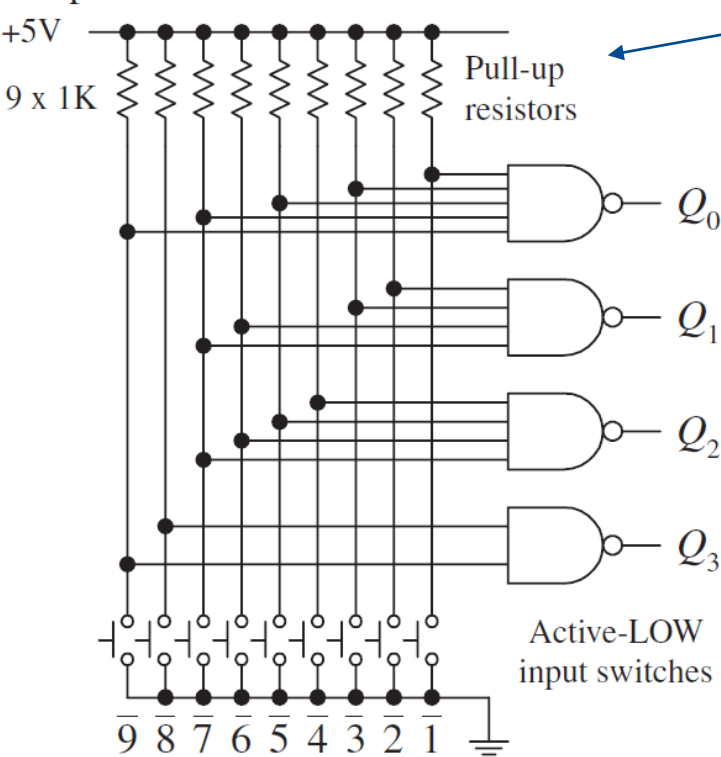 +5V
9 x 1K
Pull-up
resistors
Q₀
Q₁
Q₂
Q₃
Active-LOW
input switches
9̅ 8̅ 7̅ 6̅ 5̅ 4̅ 3̅ 2̅ 1̅